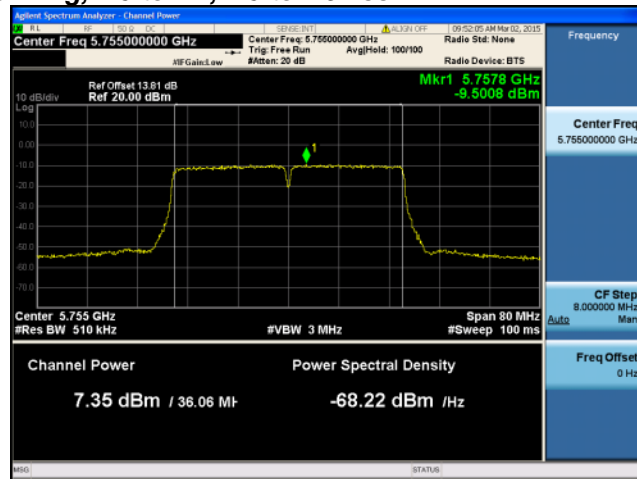 Agilent Spectrum Analyzer - Channel Power
RL RF 50 Ω DC SENSE:INT ALIGN OFF 09:52:05 AM Mar 02, 2015
Center Freq 5.755000000 GHz
Center Freq: 5.755000000 GHz Radio Std: None
Trig: Free Run Avg|Hold: 100/100
#IFGain:Low #Atten: 20 dB Radio Device: BTS
Frequency
Mkr1 5.7578 GHz
-9.5008 dBm
Ref Offset 13.81 dB
10 dB/div Ref 20.00 dBm
Log
10.0
0.00
-10.0
-20.0
-30.0
-40.0
-50.0
-60.0
-70.0
1
Center 5.755 GHz Span 80 MHz
#Res BW 510 kHz #VBW 3 MHz #Sweep 100 ms
Channel Power Power Spectral Density
7.35 dBm / 36.06 MH -68.22 dBm /Hz
Center Freq
5.755000000 GHz
CF Step
8.000000 MHz
Auto Man
Freq Offset
0 Hz
MSG STATUS